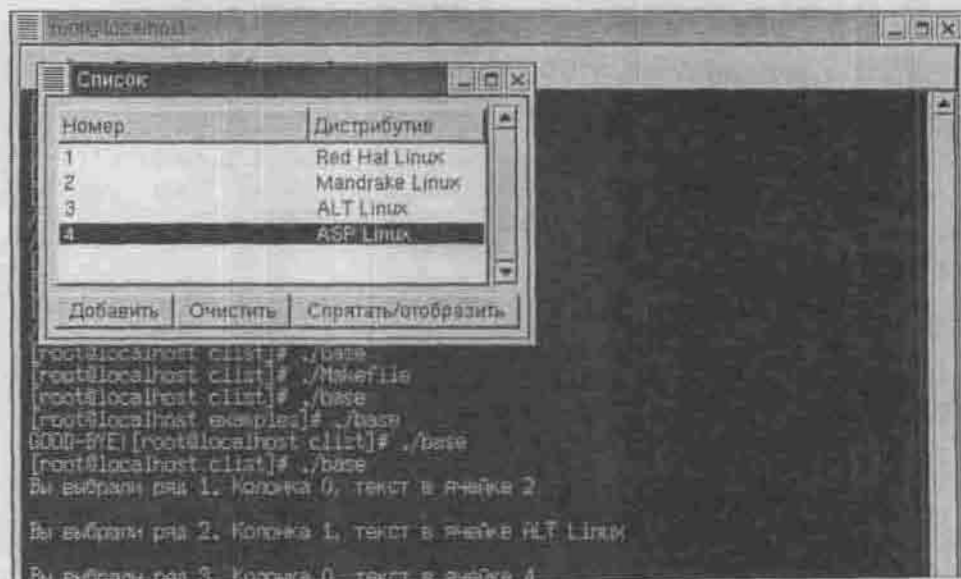 root@localhost:~
Список
Номер Дистрибутив
1 Red Hat Linux
2 Mandrake Linux
3 ALT Linux
4 ASP Linux
Добавить Очистить Спрятать/отобразить
[root@localhost clist]# ./base
[root@localhost clist]# ./Makefile
[root@localhost clist]# ./base
[root@localhost examples]# ./base
GOOD-BYE![root@localhost clist]# ./base
[root@localhost clist]# ./base
Вы выбрали ряд 1. Колонка 0, текст в ячейке 2
Вы выбрали ряд 2. Колонка 1, текст в ячейке ALT Linux
Вы выбрали ряд 3. Колонка 0, текст в ячейке 4